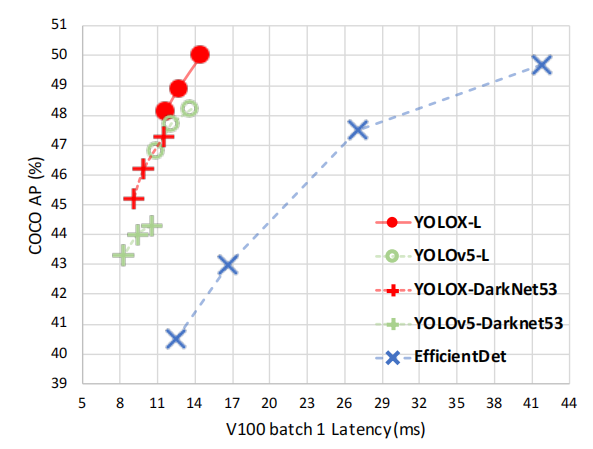 51
50
49
48
47
46
45
44
43
42
41
40
39
COCO AP (%)
YOLOX-L
YOLOv5-L
YOLOX-DarkNet53
YOLOv5-Darknet53
EfficientDet
5 8 11 14 17 20 23 26 29 32 35 38 41 44
V100 batch 1 Latency (ms)